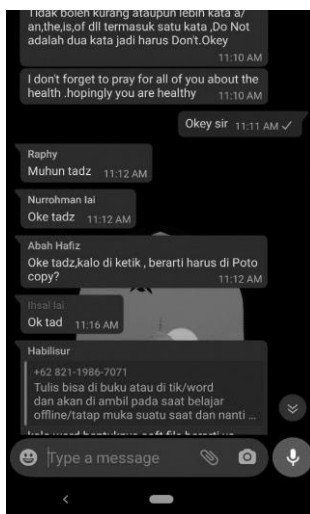 Tidak boleh kurang ataupun lebih kata a/
an,the,is,of dll termasuk satu kata ,Do Not
adalah dua kata jadi harus Don't.Okey
11:10 AM
I don't forget to pray for all of you about the
health .hopingly you are healthy 11:10 AM
Okey sir 11:11 AM
Raphy
Muhun tadz 11:12 AM
Nurrohman Iai
Oke tadz 11:12 AM
Abah Hafiz
Oke tadz,kalo di ketik , berarti harus di Poto
copy? 11:12 AM
Ihsal Iai
Ok tad 11:16 AM
Habilisur
+62 821-1986-7071
Tulis bisa di buku atau di tik/word
dan akan di ambil pada saat belajar
offline/tatap muka suatu saat dan nanti ...
Type a message